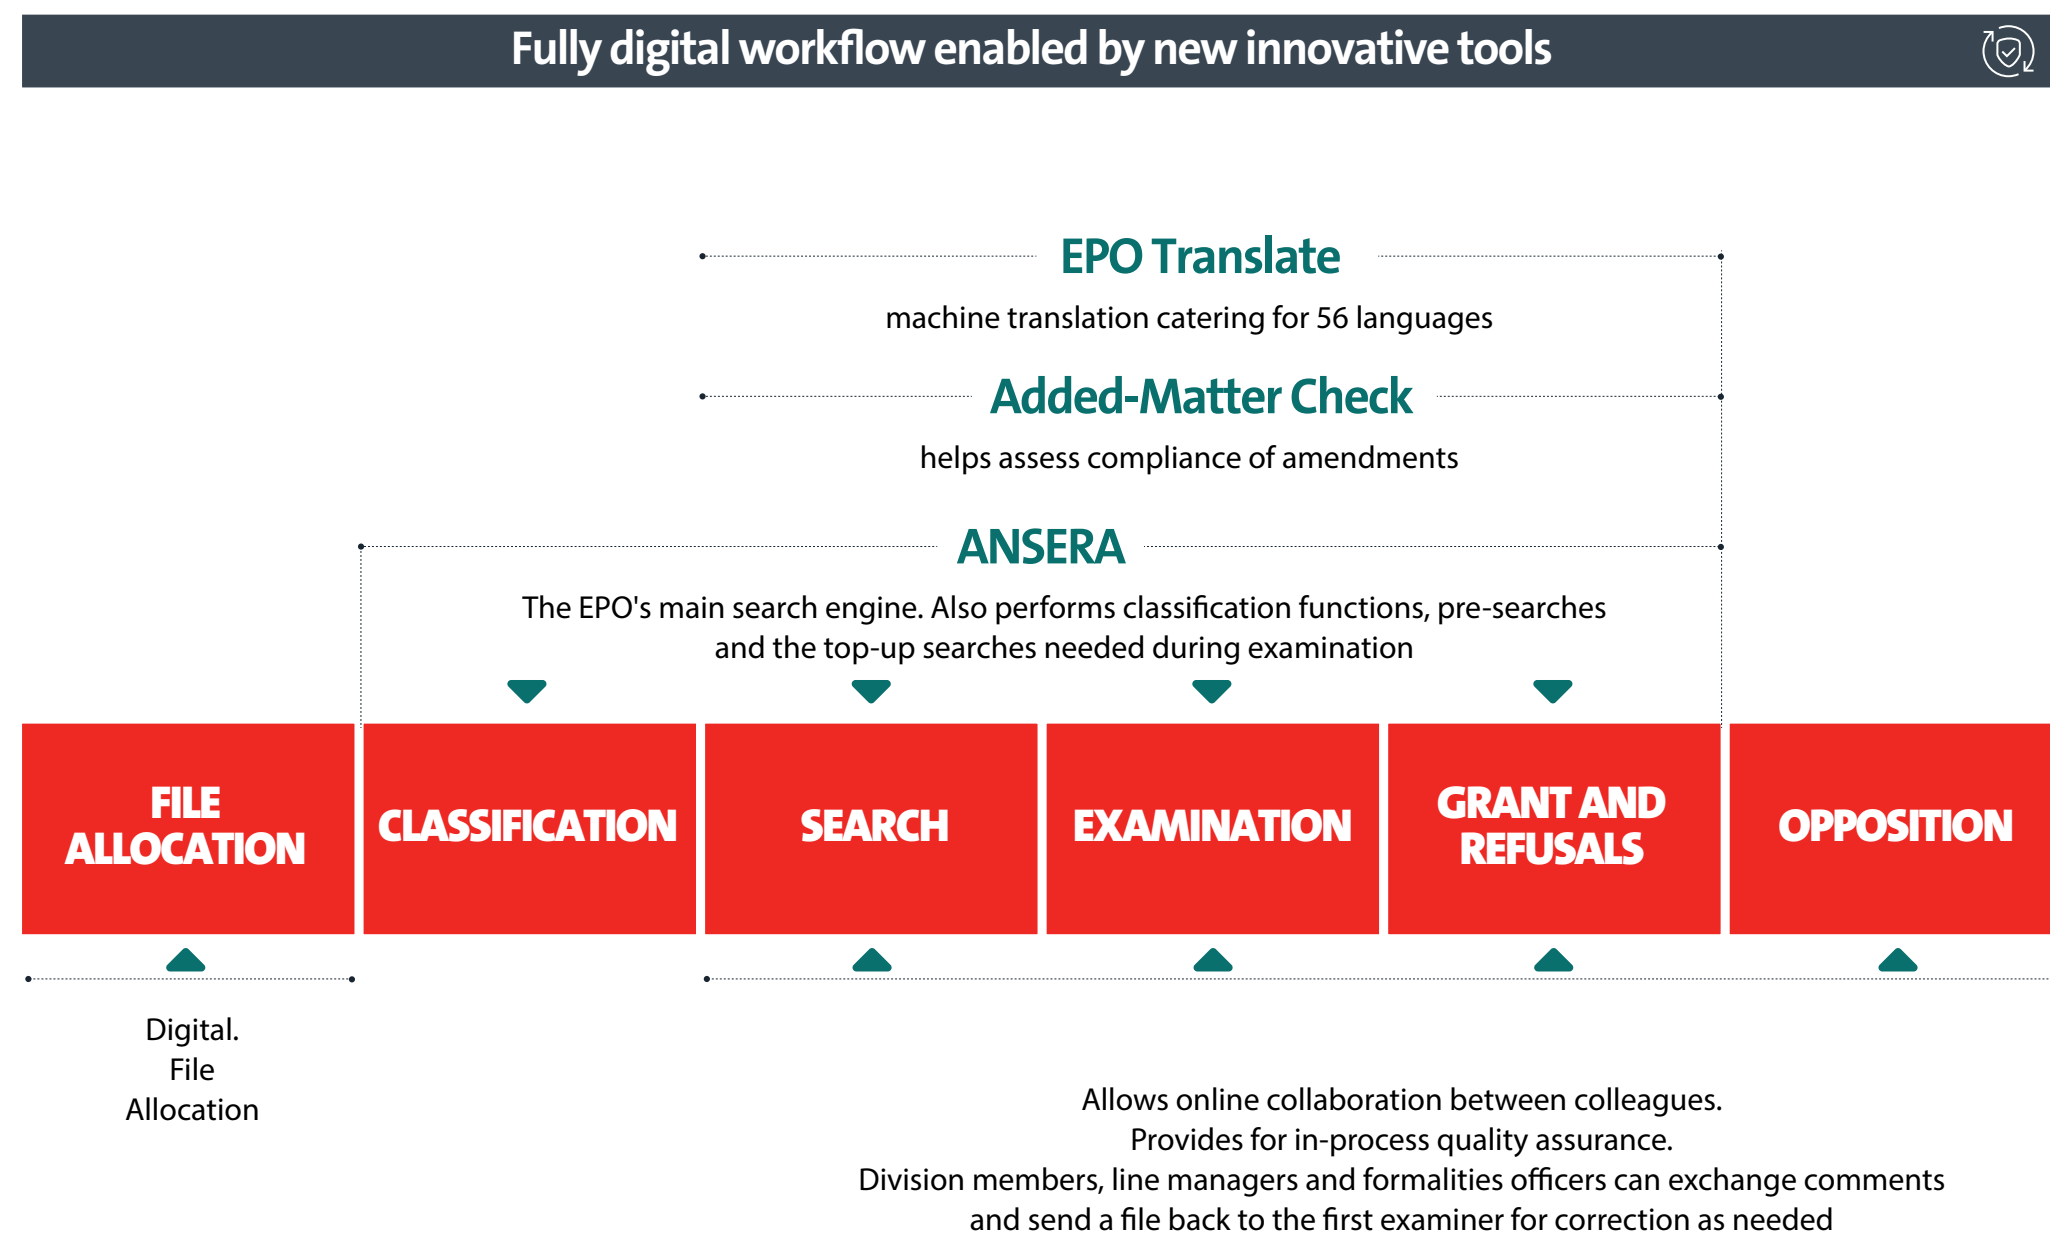 Fully digital workflow enabled by new innovative tools
EPO Translate
machine translation catering for 56 languages
Added-Matter Check
helps assess compliance of amendments
ANSERA
The EPO's main search engine. Also performs classification functions, pre-searches
and the top-up searches needed during examination
FILE
ALLOCATION
CLASSIFICATION
SEARCH
EXAMINATION
GRANT AND
REFUSALS
OPPOSITION
Digital.
File
Allocation
Allows online collaboration between colleagues.
Provides for in-process quality assurance.
Division members, line managers and formalities officers can exchange comments
and send a file back to the first examiner for correction as needed